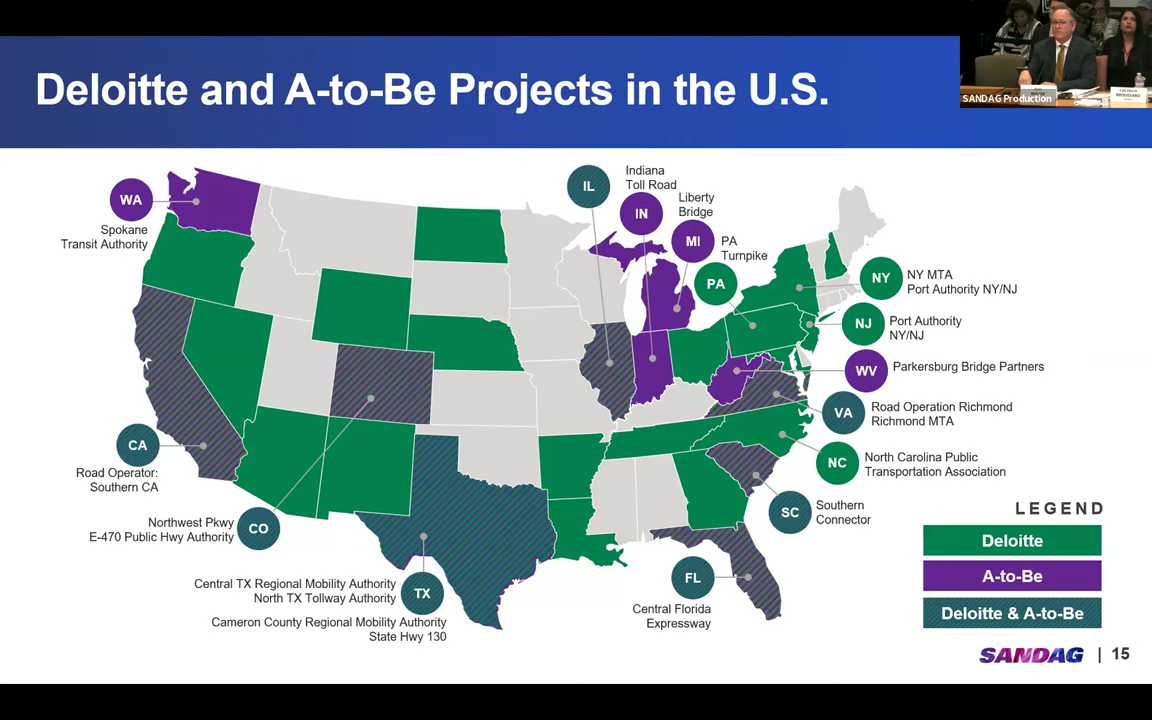 Deloitte and A-to-Be Projects in the U.S.
SANDAG Production
WA
Spokane
Transit Authority
IL
Indiana
Toll Road
IN
Liberty
Bridge
MI
PA
Turnpike
PA
NY
NY MTA
Port Authority NY/NJ
NJ
Port Authority
NY/NJ
WV
Parkersburg Bridge Partners
VA
Road Operation Richmond
Richmond MTA
NC
North Carolina Public
Transportation Association
SC
Southern
Connector
FL
Central Florida
Expressway
CA
Road Operator:
Southern CA
CO
Northwest Pkwy
E-470 Public Hwy Authority
TX
Central TX Regional Mobility Authority
North TX Tollway Authority
Cameron County Regional Mobility Authority
State Hwy 130
LEGEND
Deloitte
A-to-Be
Deloitte & A-to-Be
SANDAG | 15